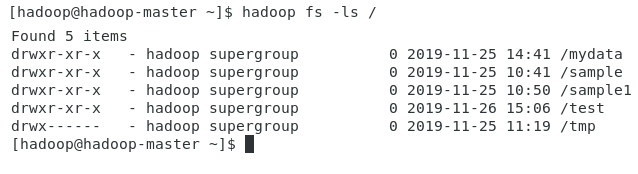 [hadoop@hadoop-master ~]$ hadoop fs -ls /
Found 5 items
drwxr-xr-x   - hadoop supergroup          0 2019-11-25 14:41 /mydata
drwxr-xr-x   - hadoop supergroup          0 2019-11-25 10:41 /sample
drwxr-xr-x   - hadoop supergroup          0 2019-11-25 10:50 /sample1
drwxr-xr-x   - hadoop supergroup          0 2019-11-26 15:06 /test
drwx------   - hadoop supergroup          0 2019-11-25 11:19 /tmp
[hadoop@hadoop-master ~]$